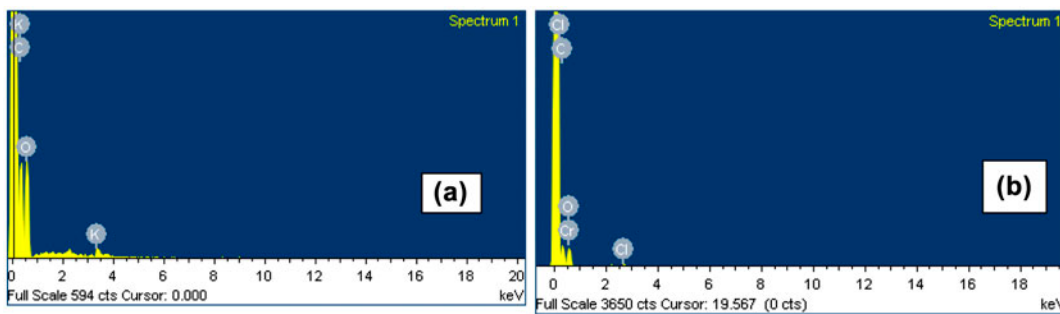 Spectrum 1
K
C
O
K
(a)
0 2 4 6 8 10 12 14 16 18 20
Full Scale 594 cts Cursor: 0.000 keV
Spectrum 1
Cl
C
O
Cr
Cl
(b)
0 2 4 6 8 10 12 14 16 18
Full Scale 3650 cts Cursor: 19.567 (0 cts) keV